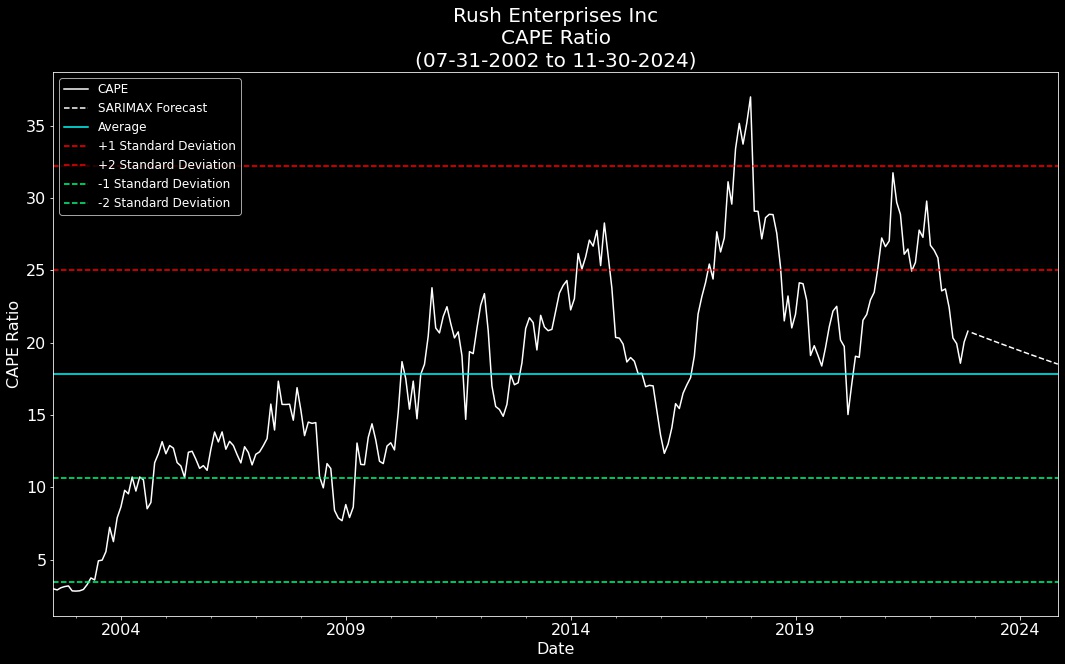 Rush Enterprises Inc
CAPE Ratio
(07-31-2002 to 11-30-2024)
CAPE
SARIMAX Forecast
Average
+1 Standard Deviation
+2 Standard Deviation
-1 Standard Deviation
-2 Standard Deviation
CAPE Ratio
35
30
25
20
15
10
5
2004
2009
2014
2019
2024
Date